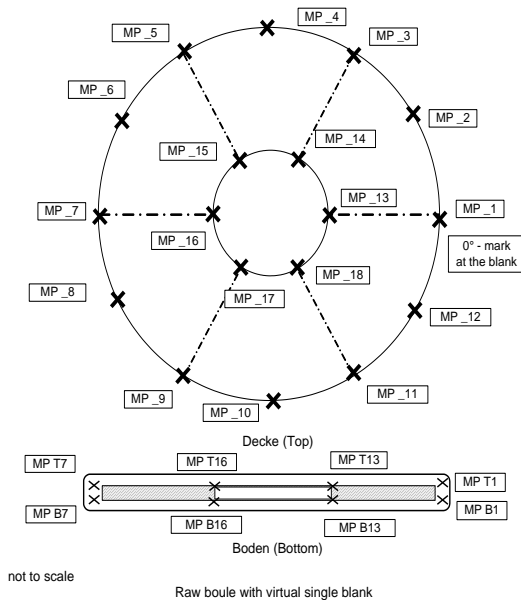 MP _4
MP _5
MP _3
MP _6
MP _2
MP _15
MP _14
MP _13
MP _7
MP _1
MP _16
0° - mark
at the blank
MP _18
MP _17
MP _8
MP _12
MP _9
MP _11
MP _10
Decke (Top)
MP T16
MP T13
MP T7
MP T1
MP B7
MP B1
MP B16
MP B13
Boden (Bottom)
not to scale
Raw boule with virtual single blank